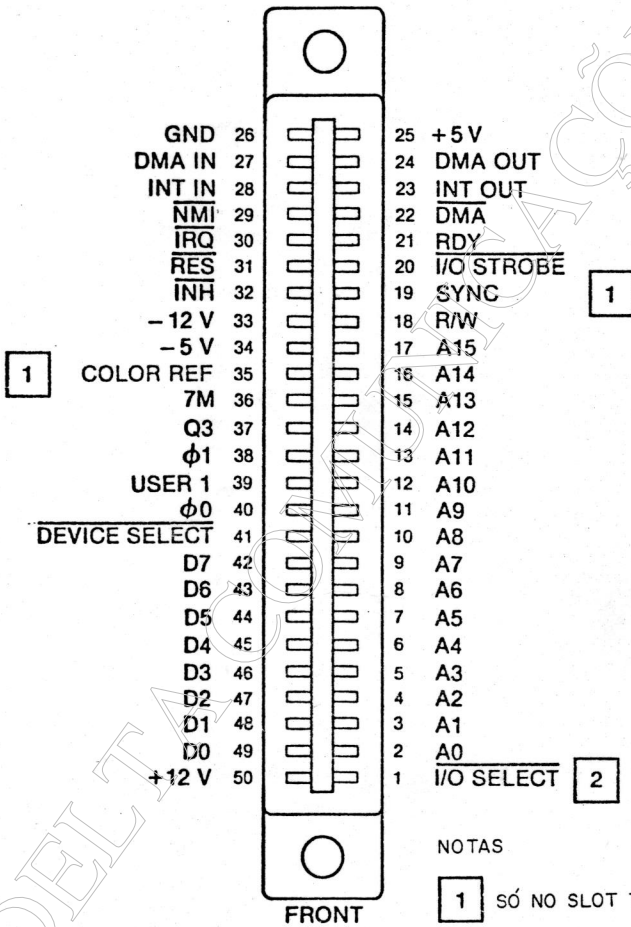 GND 26 25 +5 V
DMA IN 27 24 DMA OUT
INT IN 28 23 INT OUT
NMI 29 22 DMA
IRQ 30 21 RDY
RES 31 20 I/O STROBE
INH 32 19 SYNC 1
– 12 V 33 18 R/W
– 5 V 34 17 A15
1 COLOR REF 35 16 A14
7M 36 15 A13
Q3 37 14 A12
ϕ1 38 13 A11
USER 1 39 12 A10
ϕ0 40 11 A9
DEVICE SELECT 41 10 A8
D7 42 9 A7
D6 43 8 A6
D5 44 7 A5
D4 45 6 A4
D3 46 5 A3
D2 47 4 A2
D1 48 3 A1
D0 49 2 A0
+12 V 50 1 I/O SELECT 2
NOTAS
1 SÓ NO SLOT
FRONT
DELTA COMUNICAÇÕ